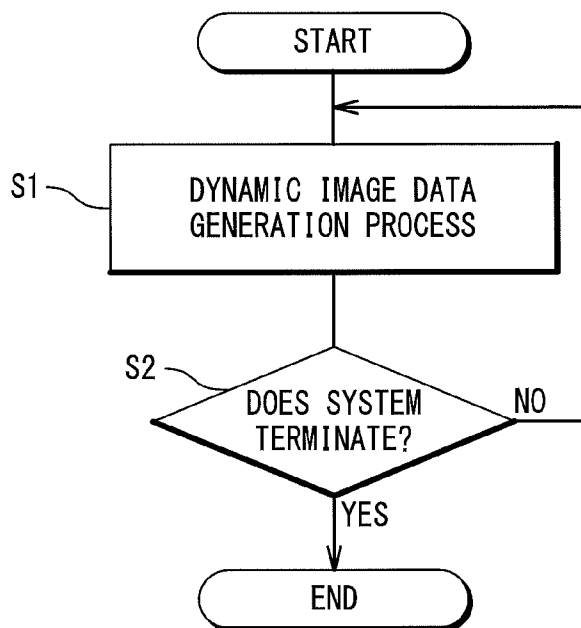 START
S1
DYNAMIC IMAGE DATA
GENERATION PROCESS
S2
DOES SYSTEM
TERMINATE?
NO
YES
END